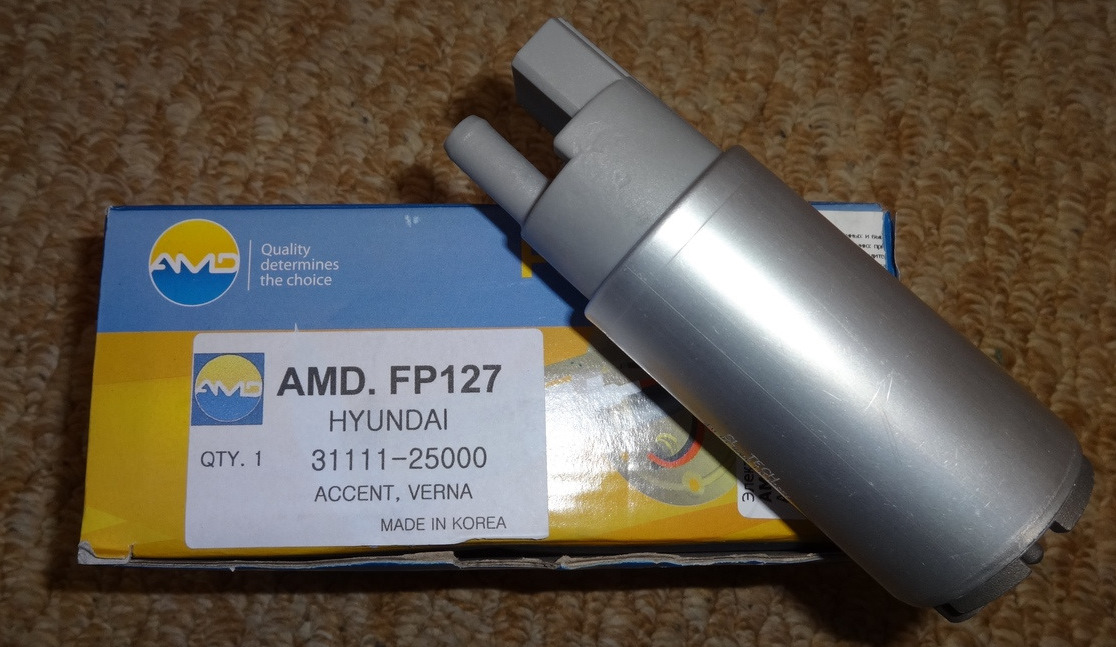 AMD
Quality
determines
the choice
AMD
AMD. FP127
HYUNDAI
QTY. 1
31111-25000
ACCENT, VERNA
MADE IN KOREA